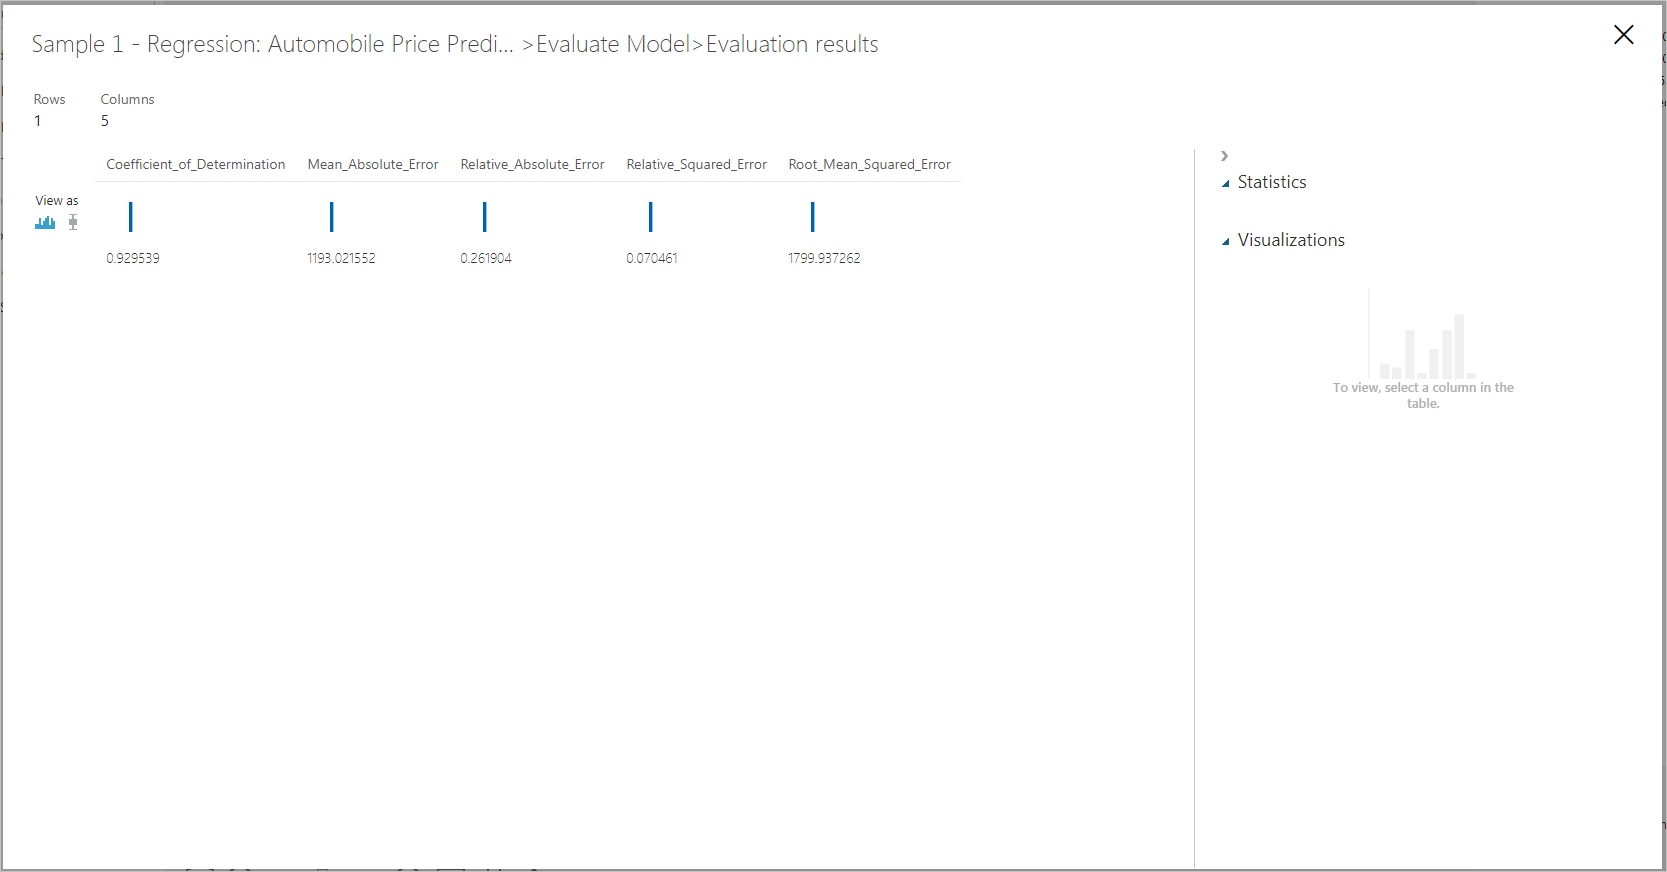 Sample 1 - Regression: Automobile Price Predi... >Evaluate Model>Evaluation results
Rows Columns
1 5
Coefficient_of_Determination Mean_Absolute_Error Relative_Absolute_Error Relative_Squared_Error Root_Mean_Squared_Error
View as
0.929539 1193.021552 0.261904 0.070461 1799.937262
Statistics
Visualizations
To view, select a column in the
table.